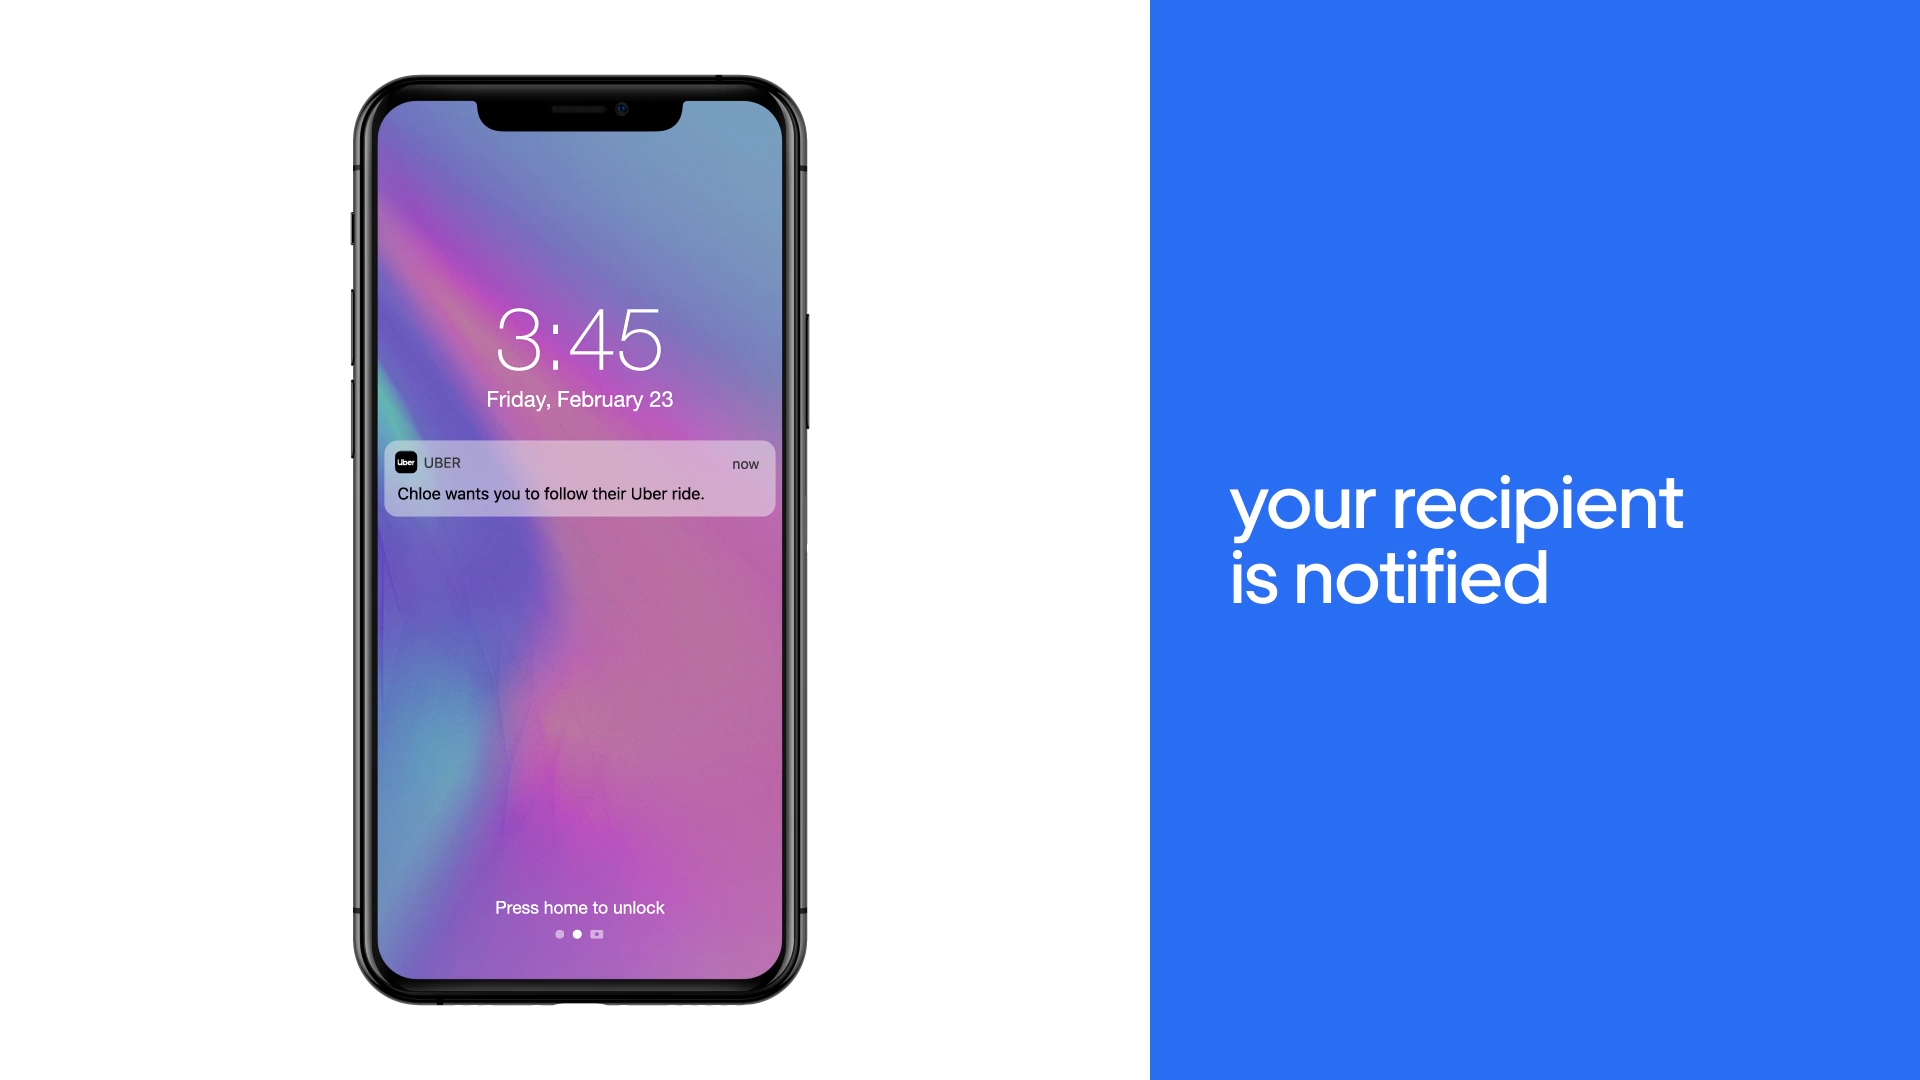 3:45
Friday, February 23
Uber UBER now
Chloe wants you to follow their Uber ride.
Press home to unlock
your recipient
is notified